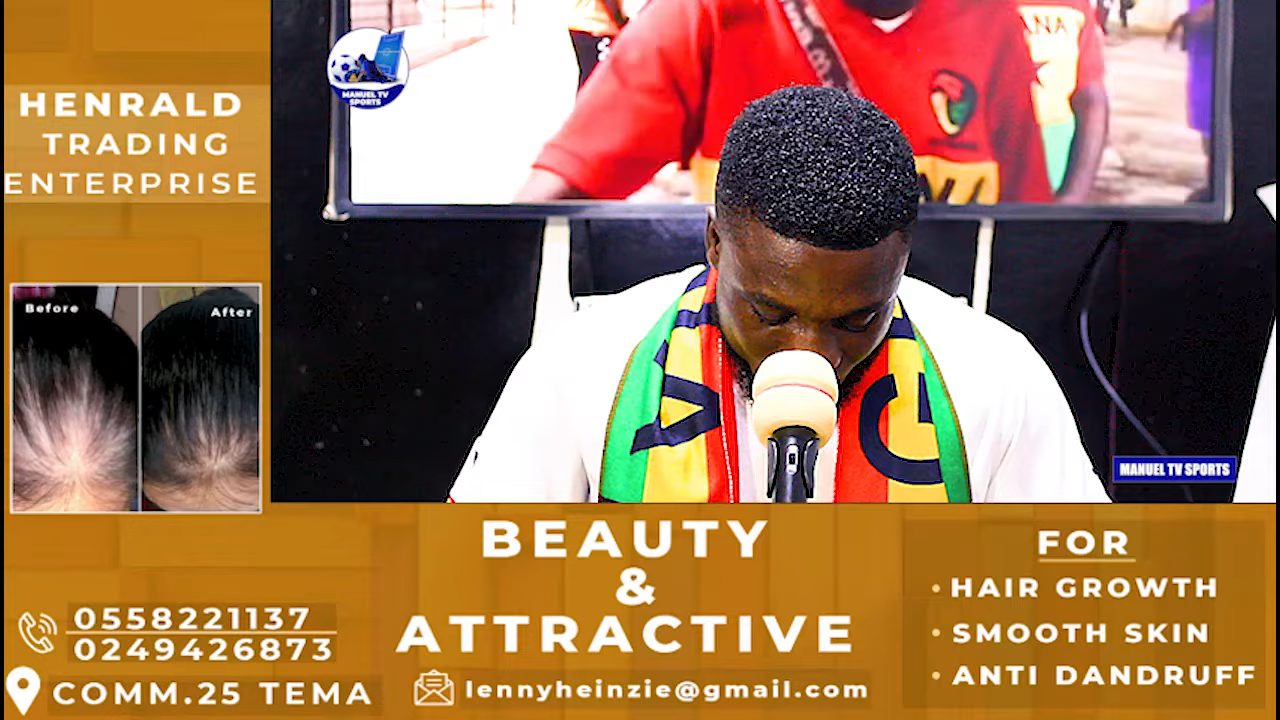 HENRALD
TRADING
ENTERPRISE
MANUEL TV
SPORTS
ANA
Before
After
MANUEL TV SPORTS
BEAUTY
&
ATTRACTIVE
FOR
• HAIR GROWTH
• SMOOTH SKIN
• ANTI DANDRUFF
0558221137
0249426873
COMM.25 TEMA
lennyheinzie@gmail.com